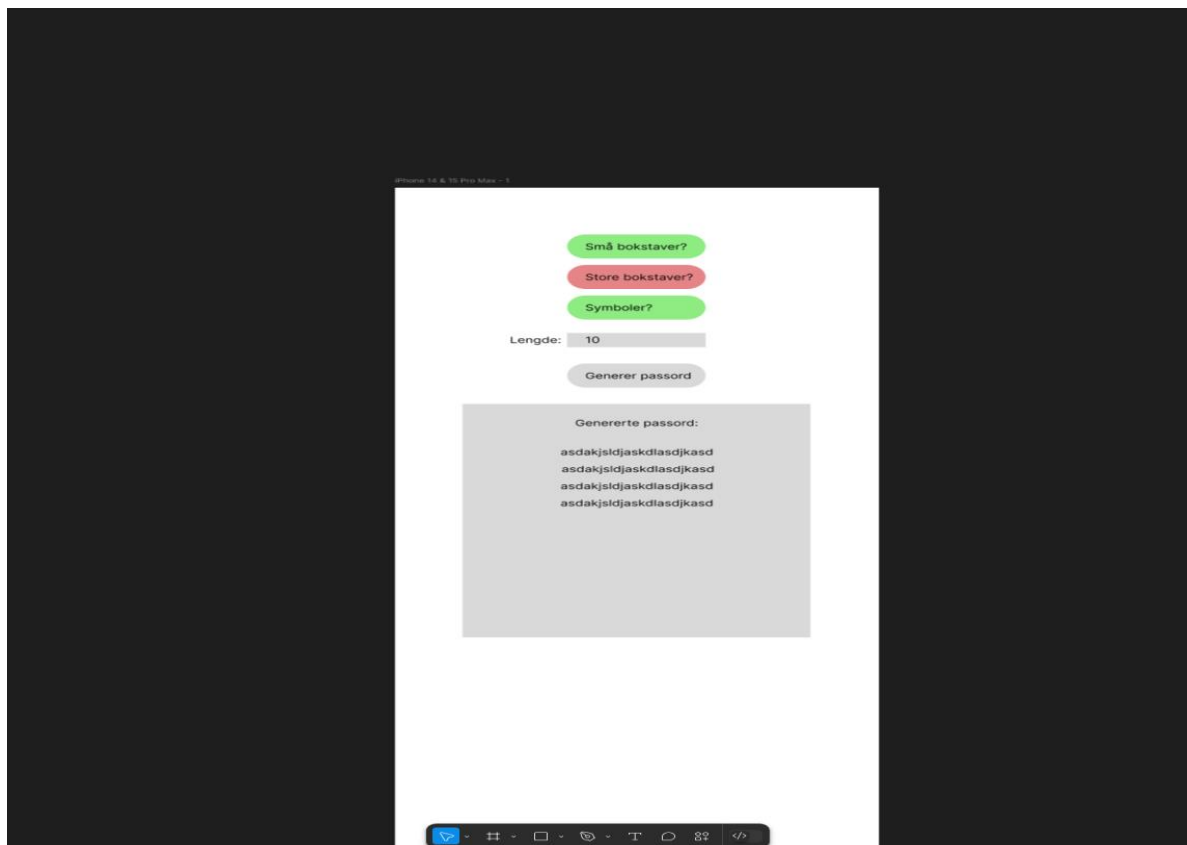 iPhone 14 & 15 Pro Max – 1
Små bokstaver?
Store bokstaver?
Symboler?
Lengde: 10
Generer passord
Genererte passord:
asdakjsldjaskdlasdjkasd
asdakjsldjaskdlasdjkasd
asdakjsldjaskdlasdjkasd
asdakjsldjaskdlasdjkasd